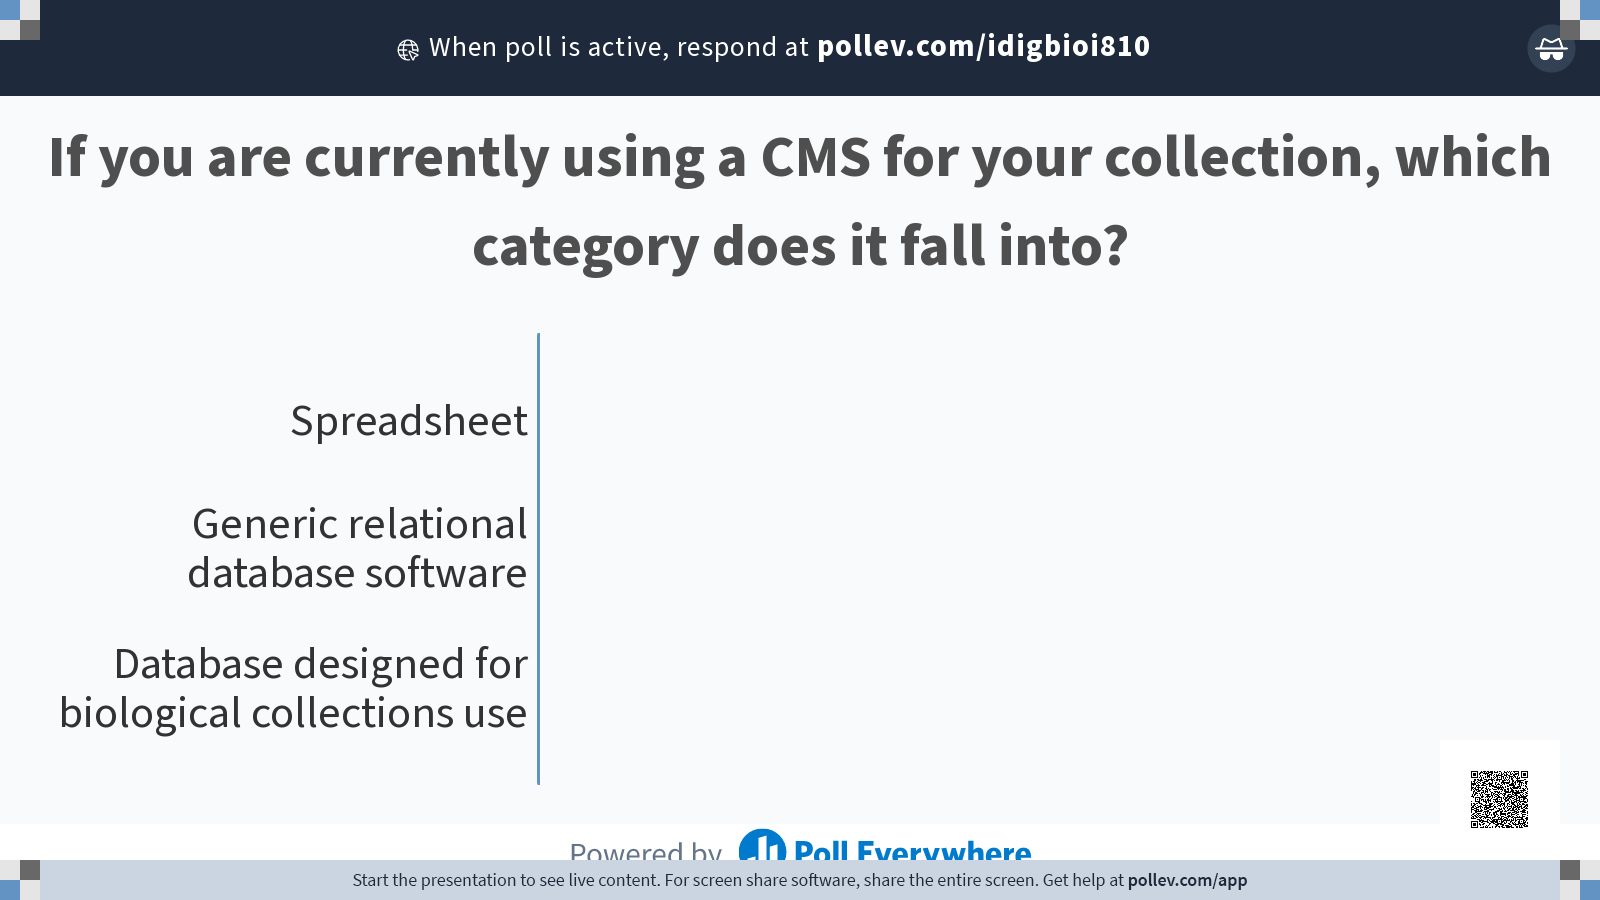 When poll is active, respond at pollev.com/idigbioi810
If you are currently using a CMS for your collection, which
category does it fall into?
Spreadsheet
Generic relational
database software
Database designed for
biological collections use
Powered by Poll Everywhere
Start the presentation to see live content. For screen share software, share the entire screen. Get help at pollev.com/app